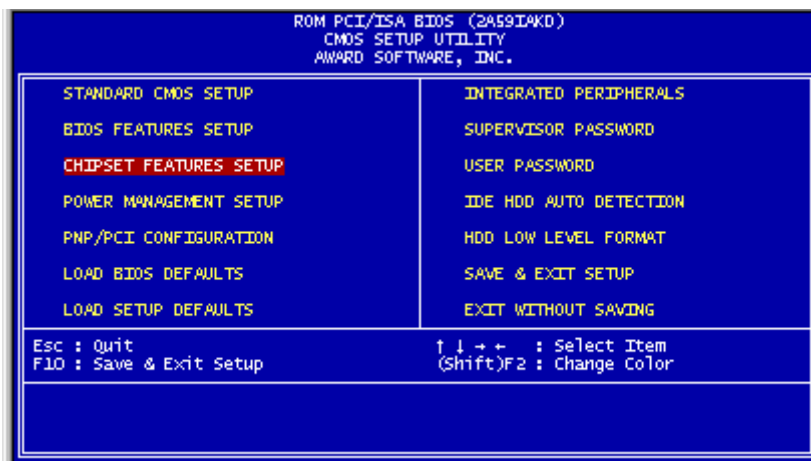 ROM PCI/ISA BIOS (2A59IAKD)
CMOS SETUP UTILITY
AWARD SOFTWARE, INC.
STANDARD CMOS SETUP
BIOS FEATURES SETUP
CHIPSET FEATURES SETUP
POWER MANAGEMENT SETUP
PNP/PCI CONFIGURATION
LOAD BIOS DEFAULTS
LOAD SETUP DEFAULTS
INTEGRATED PERIPHERALS
SUPERVISOR PASSWORD
USER PASSWORD
IDE HDD AUTO DETECTION
HDD LOW LEVEL FORMAT
SAVE & EXIT SETUP
EXIT WITHOUT SAVING
Esc : Quit
F10 : Save & Exit Setup
↑ ↓ → ← : Select Item
(Shift)F2 : Change Color